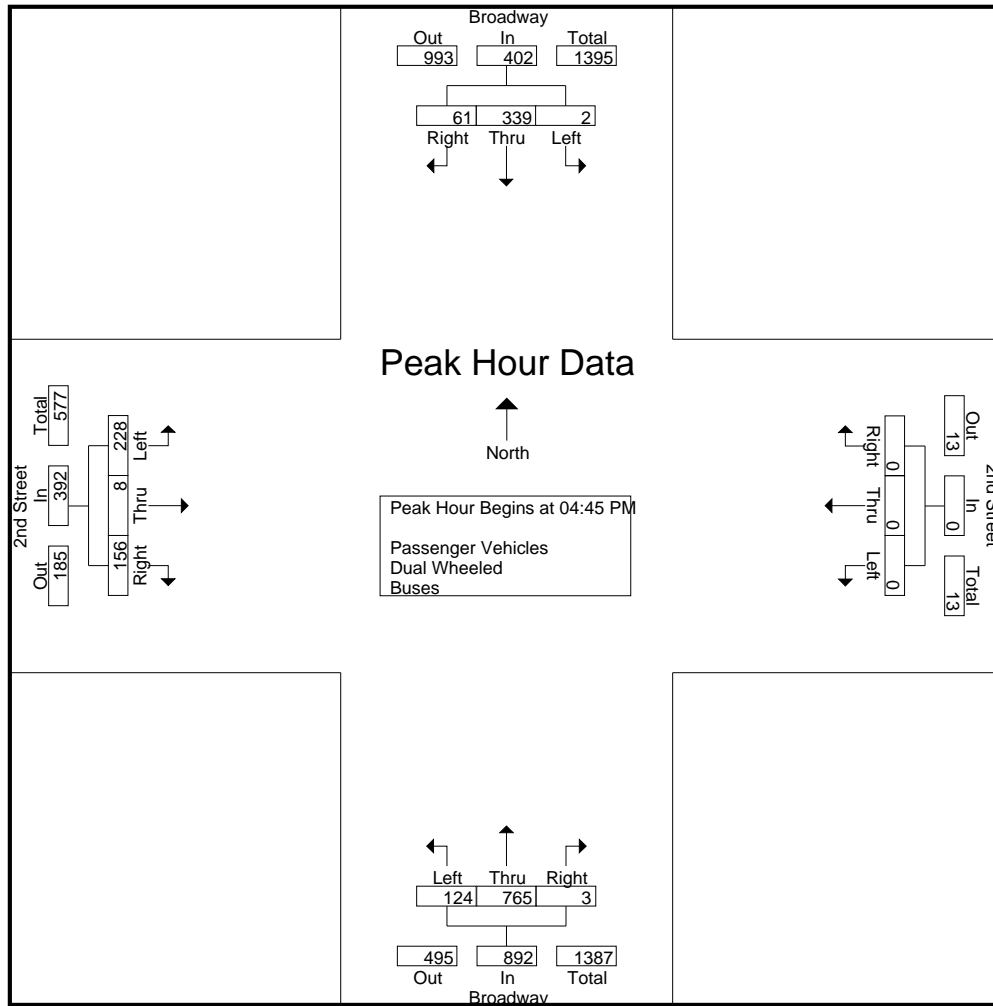 Broadway
Out In Total
993 402 1395
61 339 2
Right Thru Left
Peak Hour Data
North
Peak Hour Begins at 04:45 PM
Passenger Vehicles
Dual Wheeled
Buses
2nd Street
Out In Total
185 392 577
Right Thru Left
156 8 228
2nd Street
Out In Total
13 0 13
Right Thru Left
0 0 0
Left Thru Right
124 765 3
495 892 1387
Out In Total
Broadway